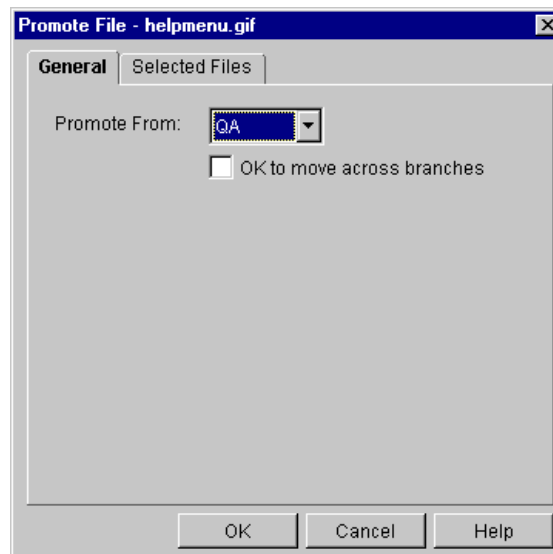 Promote File - helpmenu.gif
General Selected Files
Promote From: QA
OK to move across branches
OK Cancel Help